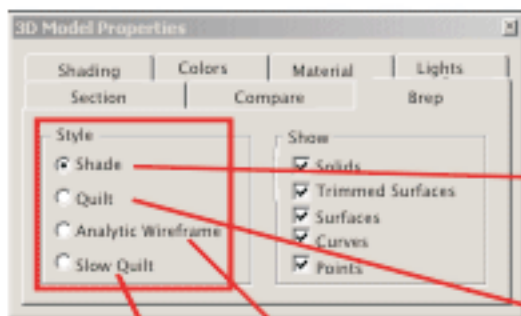 3D Model Properties
Shading Colors Material Lights
Section Compare Brep
Style
Shade
Quilt
Analytic Wireframe
Slow Quilt
Show
Solids
Trimmed Surfaces
Surfaces
Curves
Points